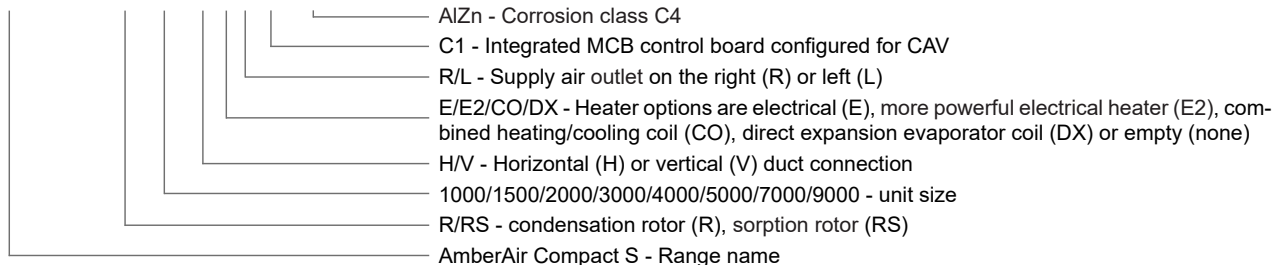 AlZn - Corrosion class C4
C1 - Integrated MCB control board configured for CAV
R/L - Supply air outlet on the right (R) or left (L)
E/E2/CO/DX - Heater options are electrical (E), more powerful electrical heater (E2), com-
bined heating/cooling coil (CO), direct expansion evaporator coil (DX) or empty (none)
H/V - Horizontal (H) or vertical (V) duct connection
1000/1500/2000/3000/4000/5000/7000/9000 - unit size
R/RS - condensation rotor (R), sorption rotor (RS)
AmberAir Compact S - Range name